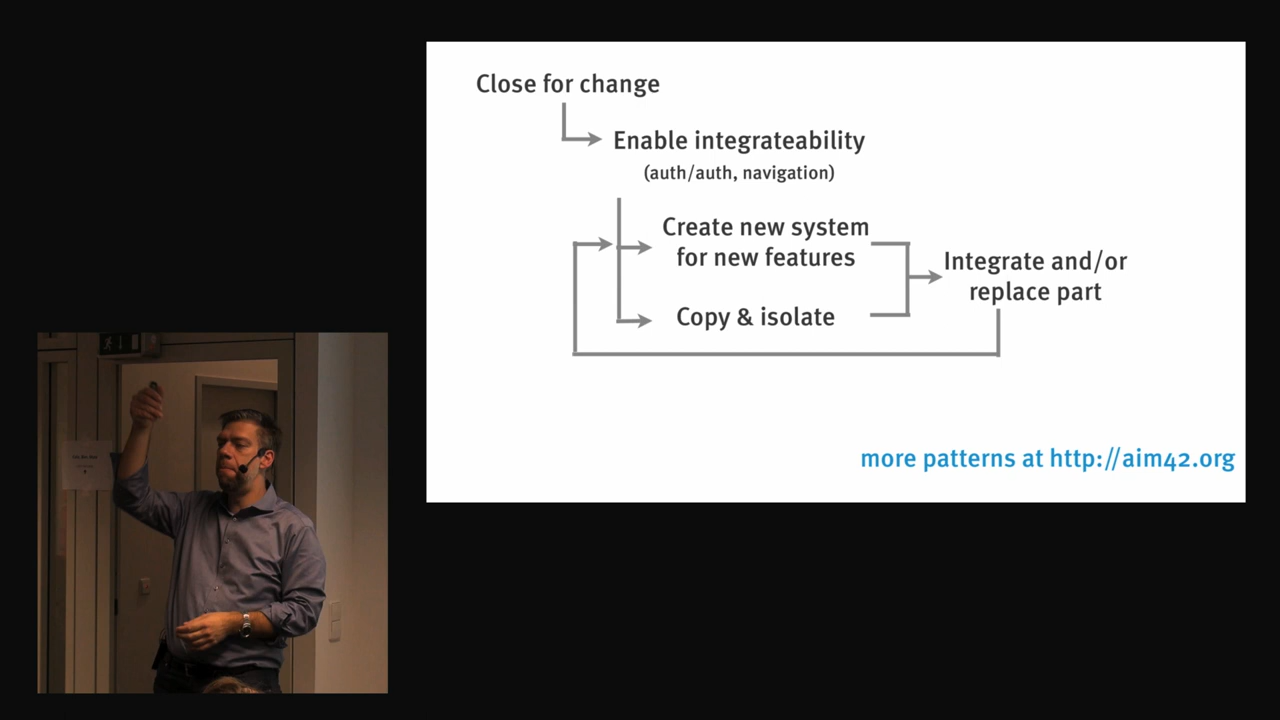 Close for change
Enable integrateability
(auth/auth, navigation)
Create new system
for new features
Integrate and/or
replace part
Copy & isolate
more patterns at http://aim42.org